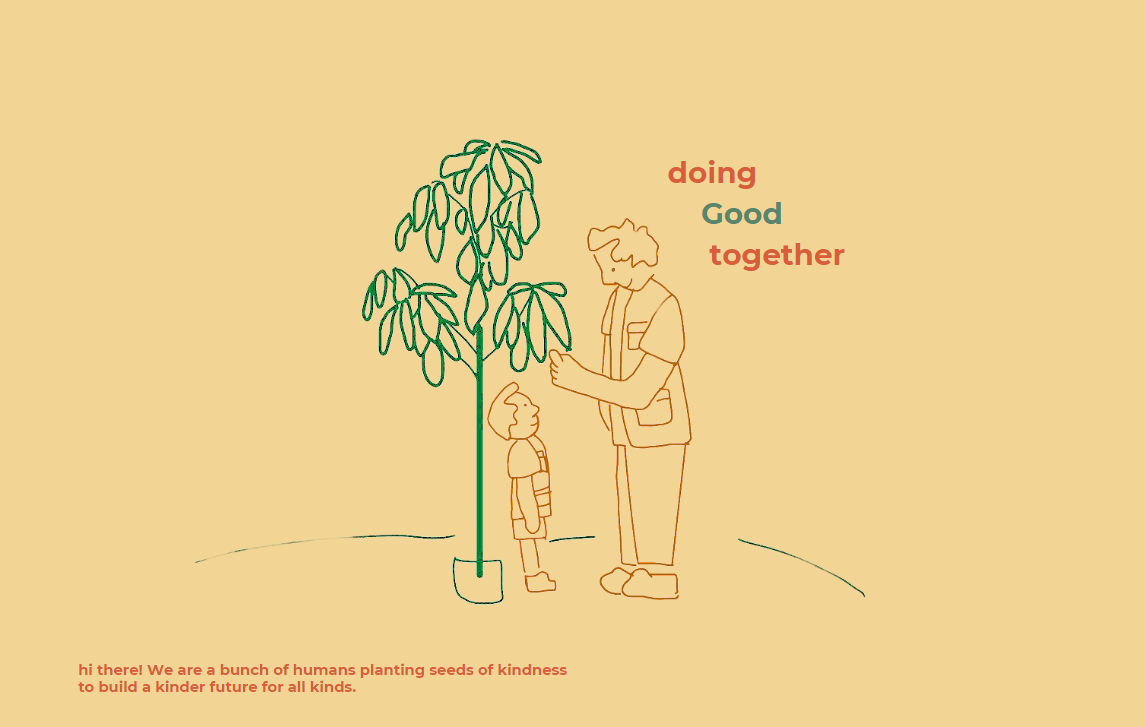 doing
Good
together
hi there! We are a bunch of humans planting seeds of kindness
to build a kinder future for all kinds.